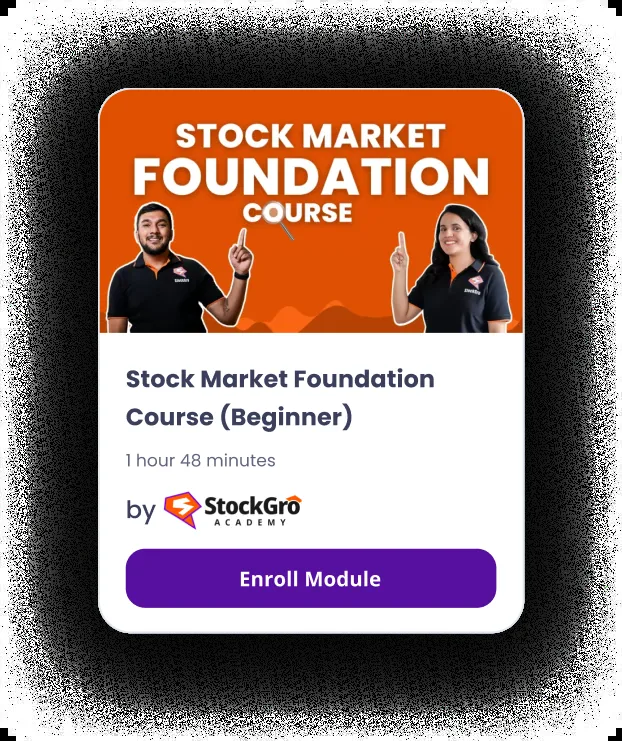 STOCK MARKET
FOUNDATION
COURSE
Stock Market Foundation
Course (Beginner)
1 hour 48 minutes
by StockGro
ACADEMY
Enroll Module